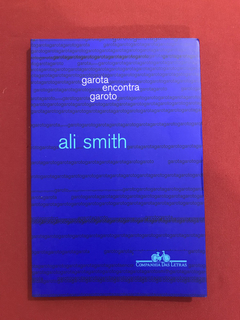 garota
encontra
garoto
ali smith
COMPANHIA DAS LETRAS